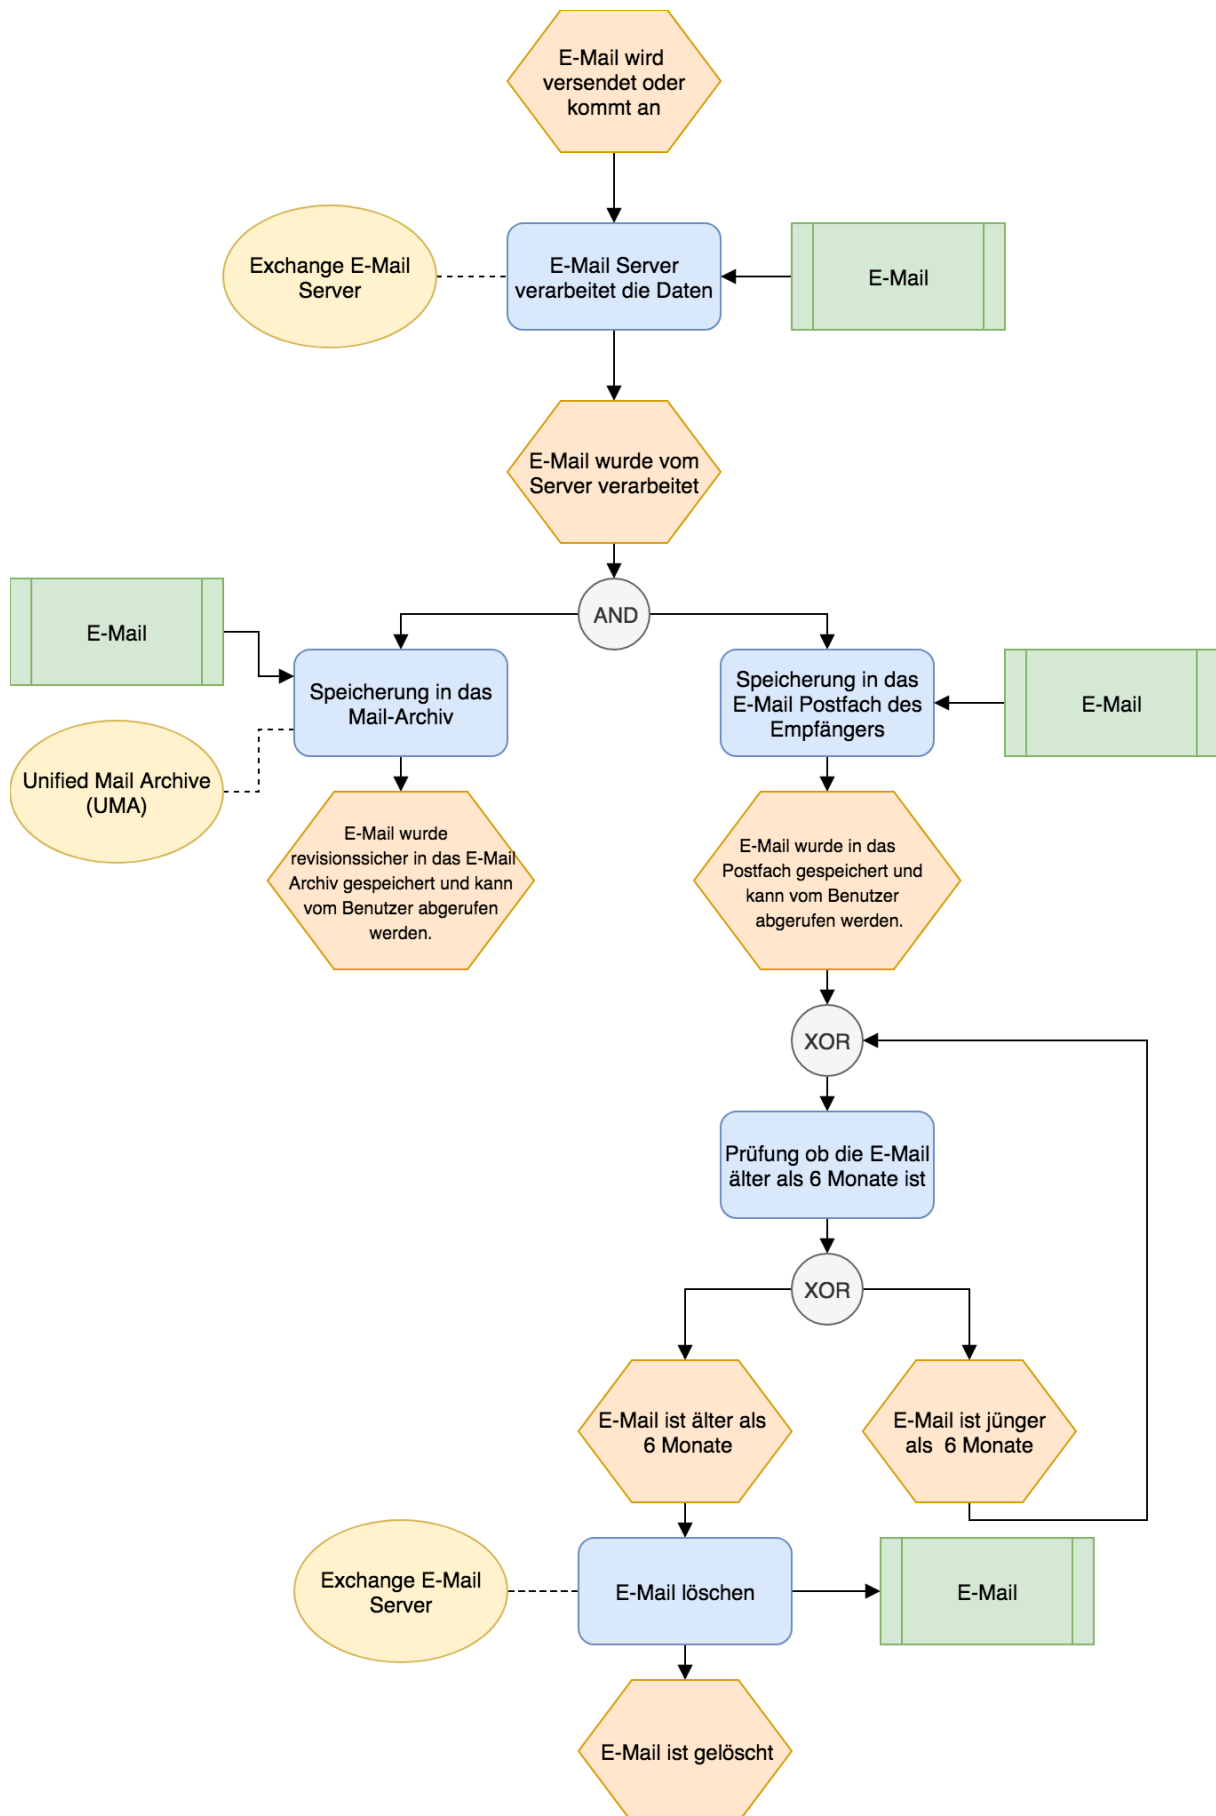 E-Mail wird
versendet oder
kommt an
Exchange E-Mail
Server
E-Mail Server
verarbeitet die Daten
E-Mail
E-Mail wurde vom
Server verarbeitet
AND
E-Mail
Speicherung in das
Mail-Archiv
Unified Mail Archive
(UMA)
Speicherung in das
E-Mail Postfach des
Empfängers
E-Mail
E-Mail wurde
revisionssicher in das E-Mail
Archiv gespeichert und kann
vom Benutzer abgerufen
werden.
E-Mail wurde in das
Postfach gespeichert und
kann vom Benutzer
abgerufen werden.
XOR
Prüfung ob die E-Mail
älter als 6 Monate ist
XOR
E-Mail ist älter als
6 Monate
E-Mail ist jünger
als  6 Monate
Exchange E-Mail
Server
E-Mail löschen
E-Mail
E-Mail ist gelöscht